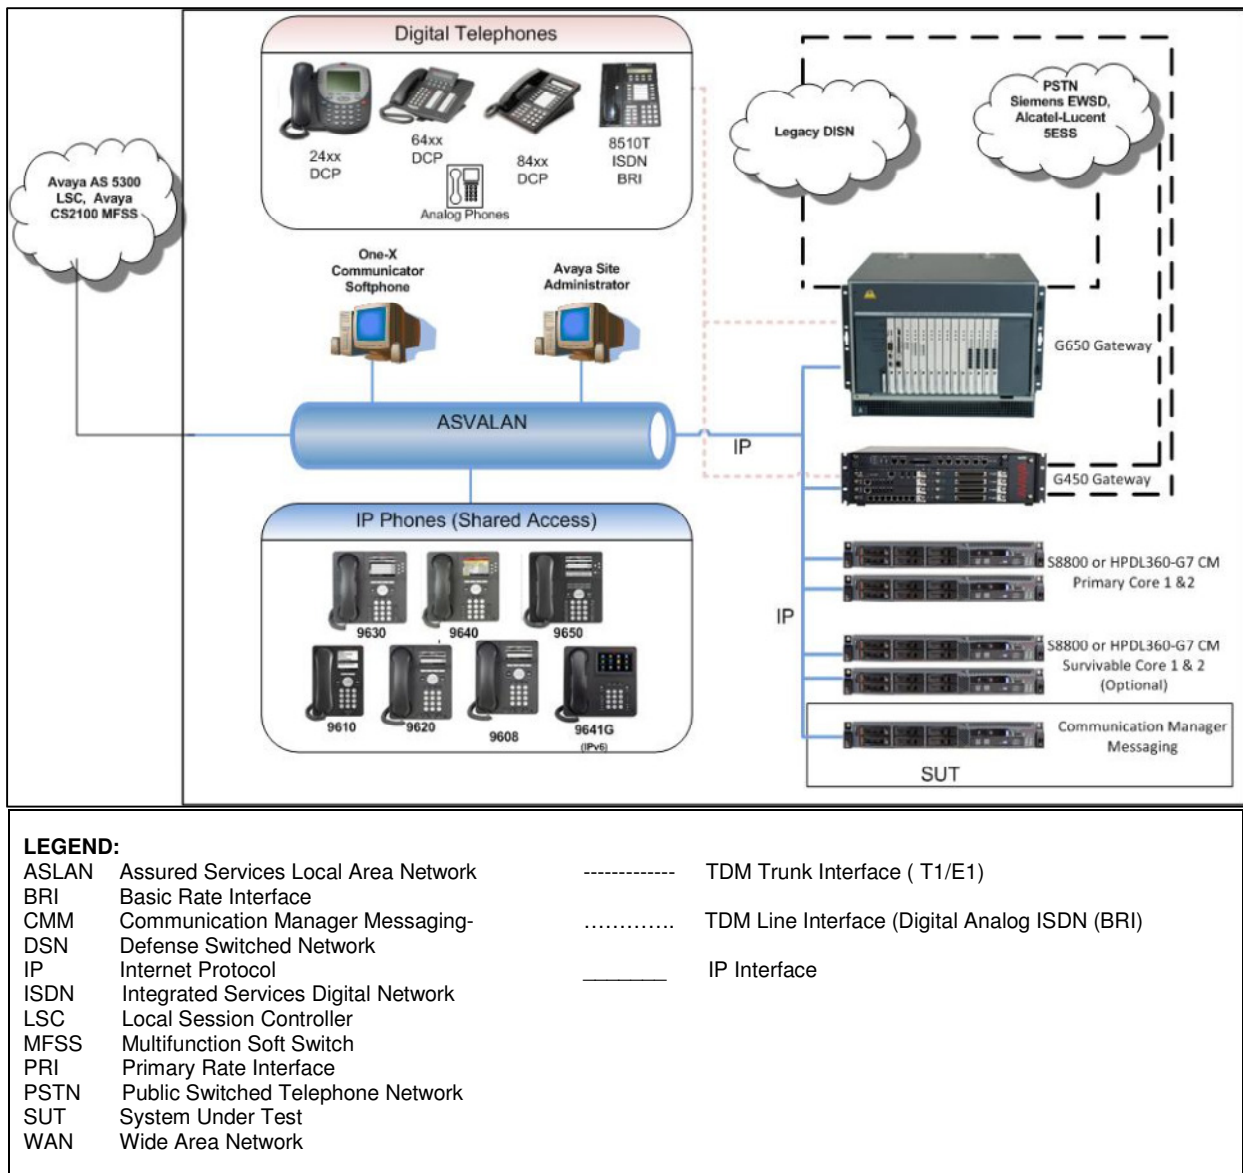 Digital Telephones
24xx
DCP
64xx
DCP
84xx
DCP
8510T
ISDN
BRI
Analog Phones
Legacy DISN
PSTN
Siemens EWSD,
Alcatel-Lucent
5ESS
Avaya AS 5300
LSC, Avaya
CS2100 MFSS
One-X
Communicator
Softphone
Avaya Site
Administrator
G650 Gateway
ASVALAN
IP
G450 Gateway
IP Phones (Shared Access)
9630
9640
9650
9610
9620
9608
9641G
(IPv6)
S8800 or HPDL360-G7 CM
Primary Core 1 &2
IP
S8800 or HPDL360-G7 CM
Survivable Core 1 & 2
(Optional)
Communication Manager
Messaging
SUT
LEGEND:
ASLAN Assured Services Local Area Network ------------- TDM Trunk Interface ( T1/E1)
BRI Basic Rate Interface
CMM Communication Manager Messaging- …………. TDM Line Interface (Digital Analog ISDN (BRI)
DSN Defense Switched Network
IP Internet Protocol _______ IP Interface
ISDN Integrated Services Digital Network
LSC Local Session Controller
MFSS Multifunction Soft Switch
PRI Primary Rate Interface
PSTN Public Switched Telephone Network
SUT System Under Test
WAN Wide Area Network